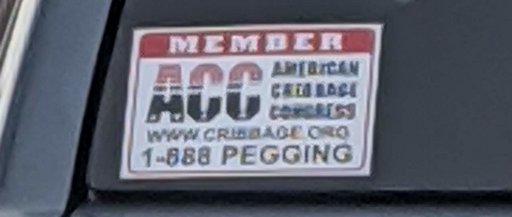 MEMBER
ACC AMERICAN
CRIBBAGE
CONGRESS
WWW.CRIBBAGE.ORG
1-888 PEGGING